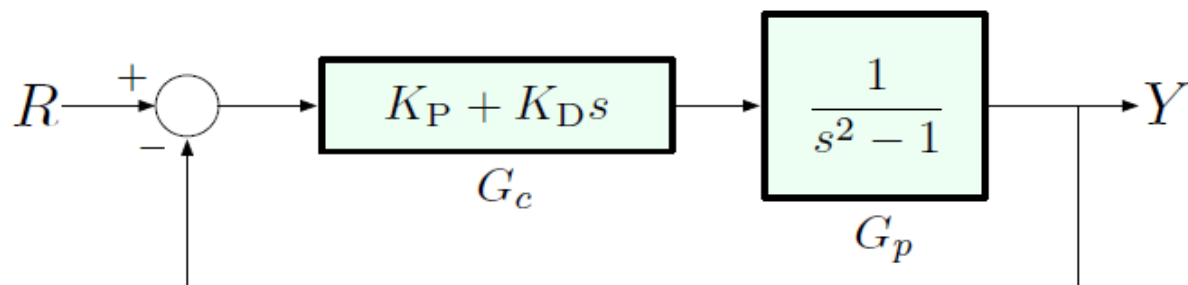 R
+
−
K_P + K_D s
G_c
1
s^2 − 1
G_p
Y